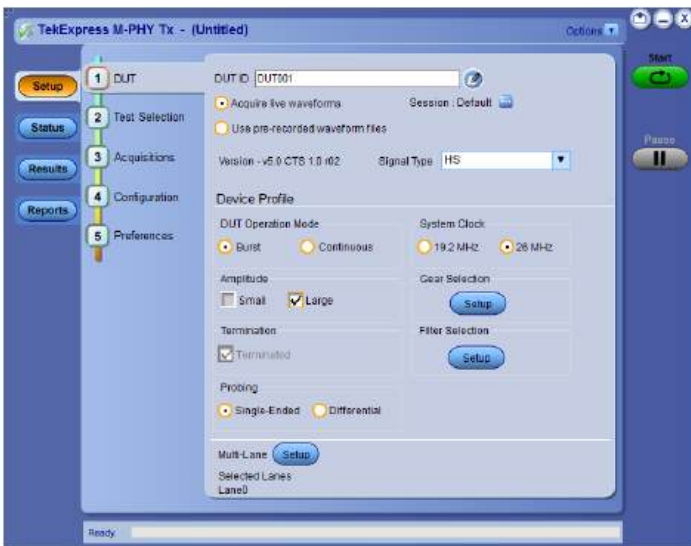 TekExpress M-PHY Tx - (Untitled)
Options
Start
Setup
Status
Results
Reports
Pause
1 DUT
2 Test Selection
3 Acquisitions
4 Configuration
5 Preferences
DUT ID DUT001
Acquire live waveforms
Session : Default
Use pre-recorded waveform files
Version - v5.0 CTS 1.0 r02
Signal Type HS
Device Profile
DUT Operation Mode
Burst Continuous
System Clock
19.2 MHz 26 MHz
Amplitude
Small Large
Gear Selection
Setup
Termination
Terminated
Filter Selection
Setup
Probing
Single-Ended Differential
Multi-Lane Setup
Selected Lanes
Lane0
Ready